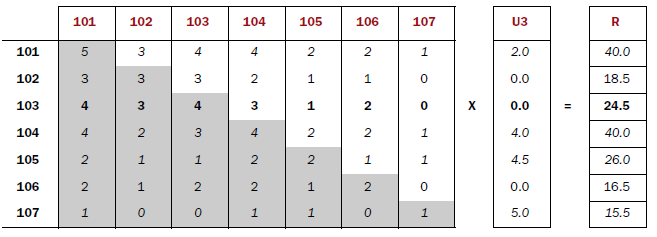 101 102 103 104 105 106 107 U3 R
101 5 3 4 4 2 2 1 2.0 40.0
102 3 3 3 2 1 1 0 0.0 18.5
103 4 3 4 3 1 2 0 X 0.0 = 24.5
104 4 2 3 4 2 2 1 4.0 40.0
105 2 1 1 2 2 1 1 4.5 26.0
106 2 1 2 2 1 2 0 0.0 16.5
107 1 0 0 1 1 0 1 5.0 15.5